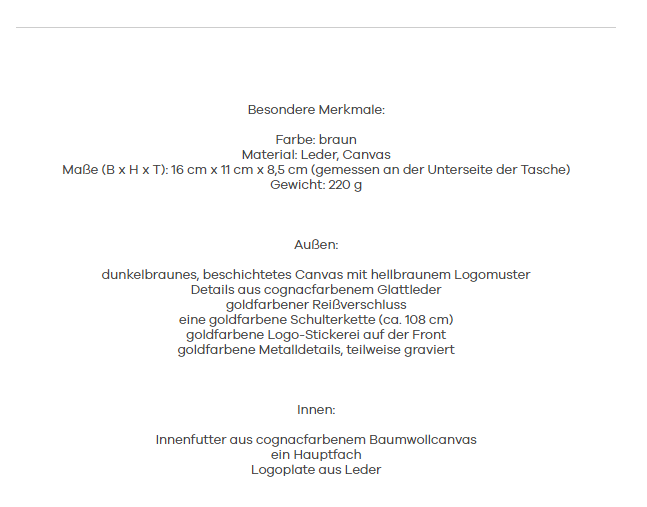 Besondere Merkmale:
Farbe: braun
Material: Leder, Canvas
Maße (B x H x T): 16 cm x 11 cm x 8,5 cm (gemessen an der Unterseite der Tasche)
Gewicht: 220 g
Außen:
dunkelbraunes, beschichtetes Canvas mit hellbraunem Logomuster
Details aus cognacfarbenem Glattleder
goldfarbener Reißverschluss
eine goldfarbene Schulterkette (ca. 108 cm)
goldfarbene Logo-Stickerei auf der Front
goldfarbene Metalldetails, teilweise graviert
Innen:
Innenfutter aus cognacfarbenem Baumwollcanvas
ein Hauptfach
Logoplate aus Leder